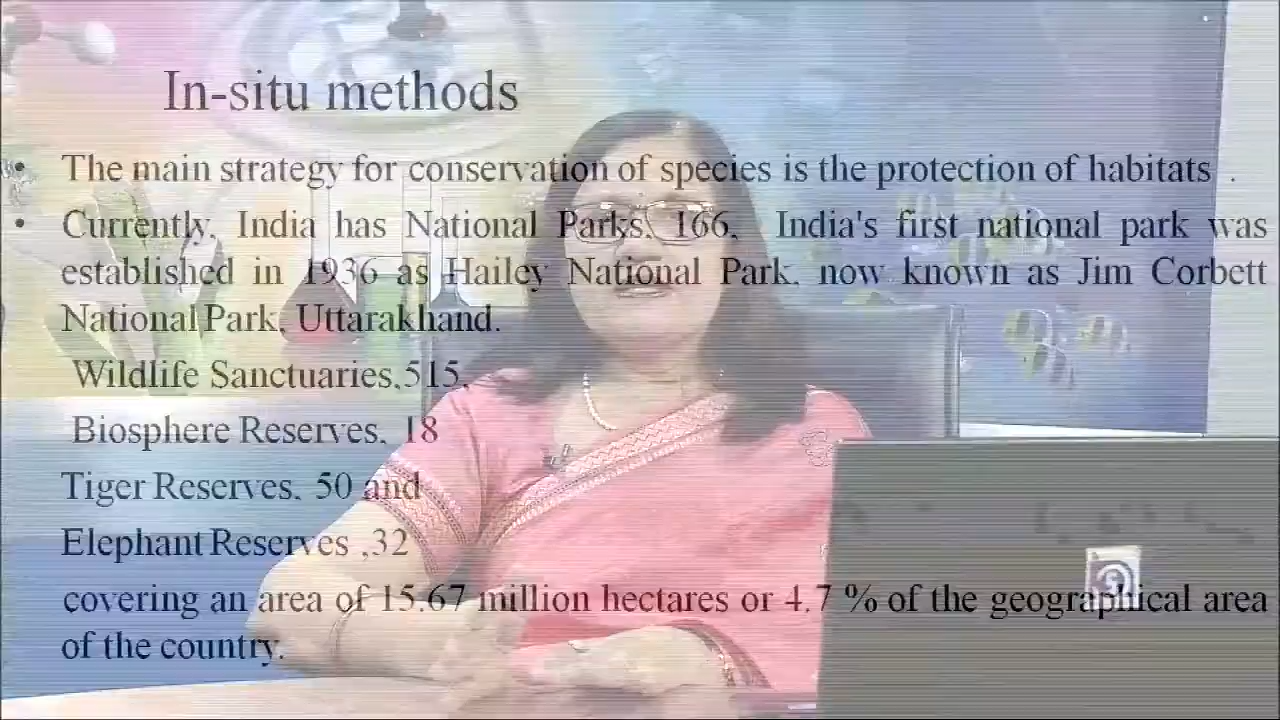 In-situ methods
• The main strategy for conservation of species is the protection of habitats .
• Currently, India has National Parks, 166, India's first national park was
established in 1936 as Hailey National Park, now known as Jim Corbett
National Park, Uttarakhand.
Wildlife Sanctuaries,515,
Biosphere Reserves, 18
Tiger Reserves, 50 and
Elephant Reserves ,32
covering an area of 15.67 million hectares or 4.7 % of the geographical area
of the country.